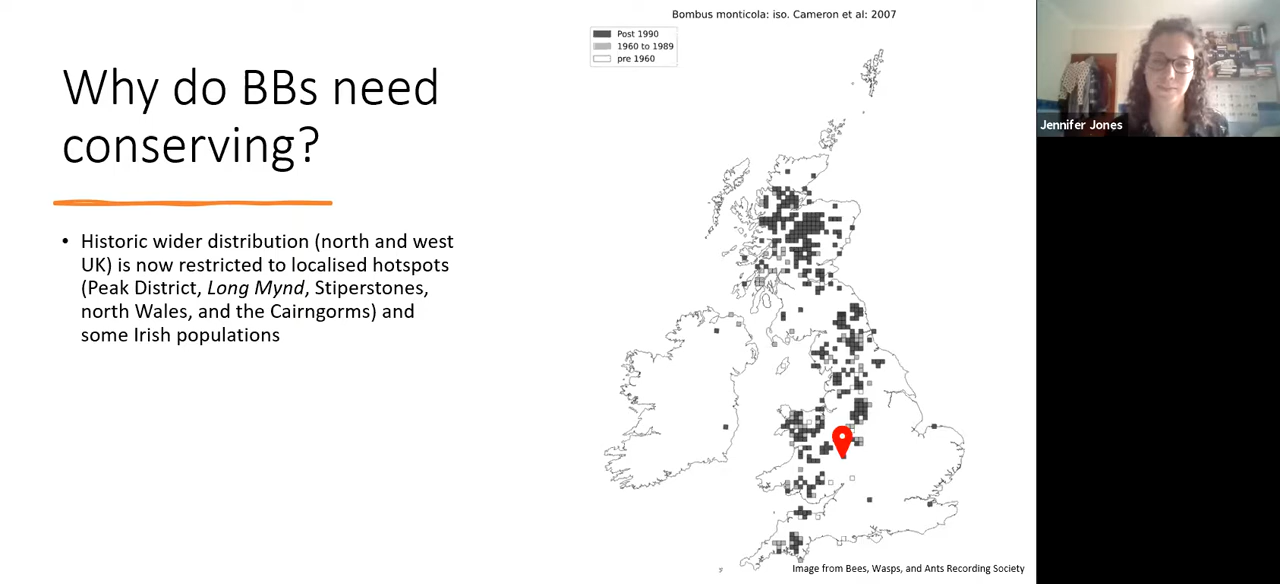 Why do BBs need
conserving?
• Historic wider distribution (north and west
UK) is now restricted to localised hotspots
(Peak District, Long Mynd, Stiperstones,
north Wales, and the Cairngorms) and
some Irish populations
Bombus monticola: iso. Cameron et al: 2007
Post 1990
1960 to 1989
pre 1960
Image from Bees, Wasps, and Ants Recording Society
Jennifer Jones